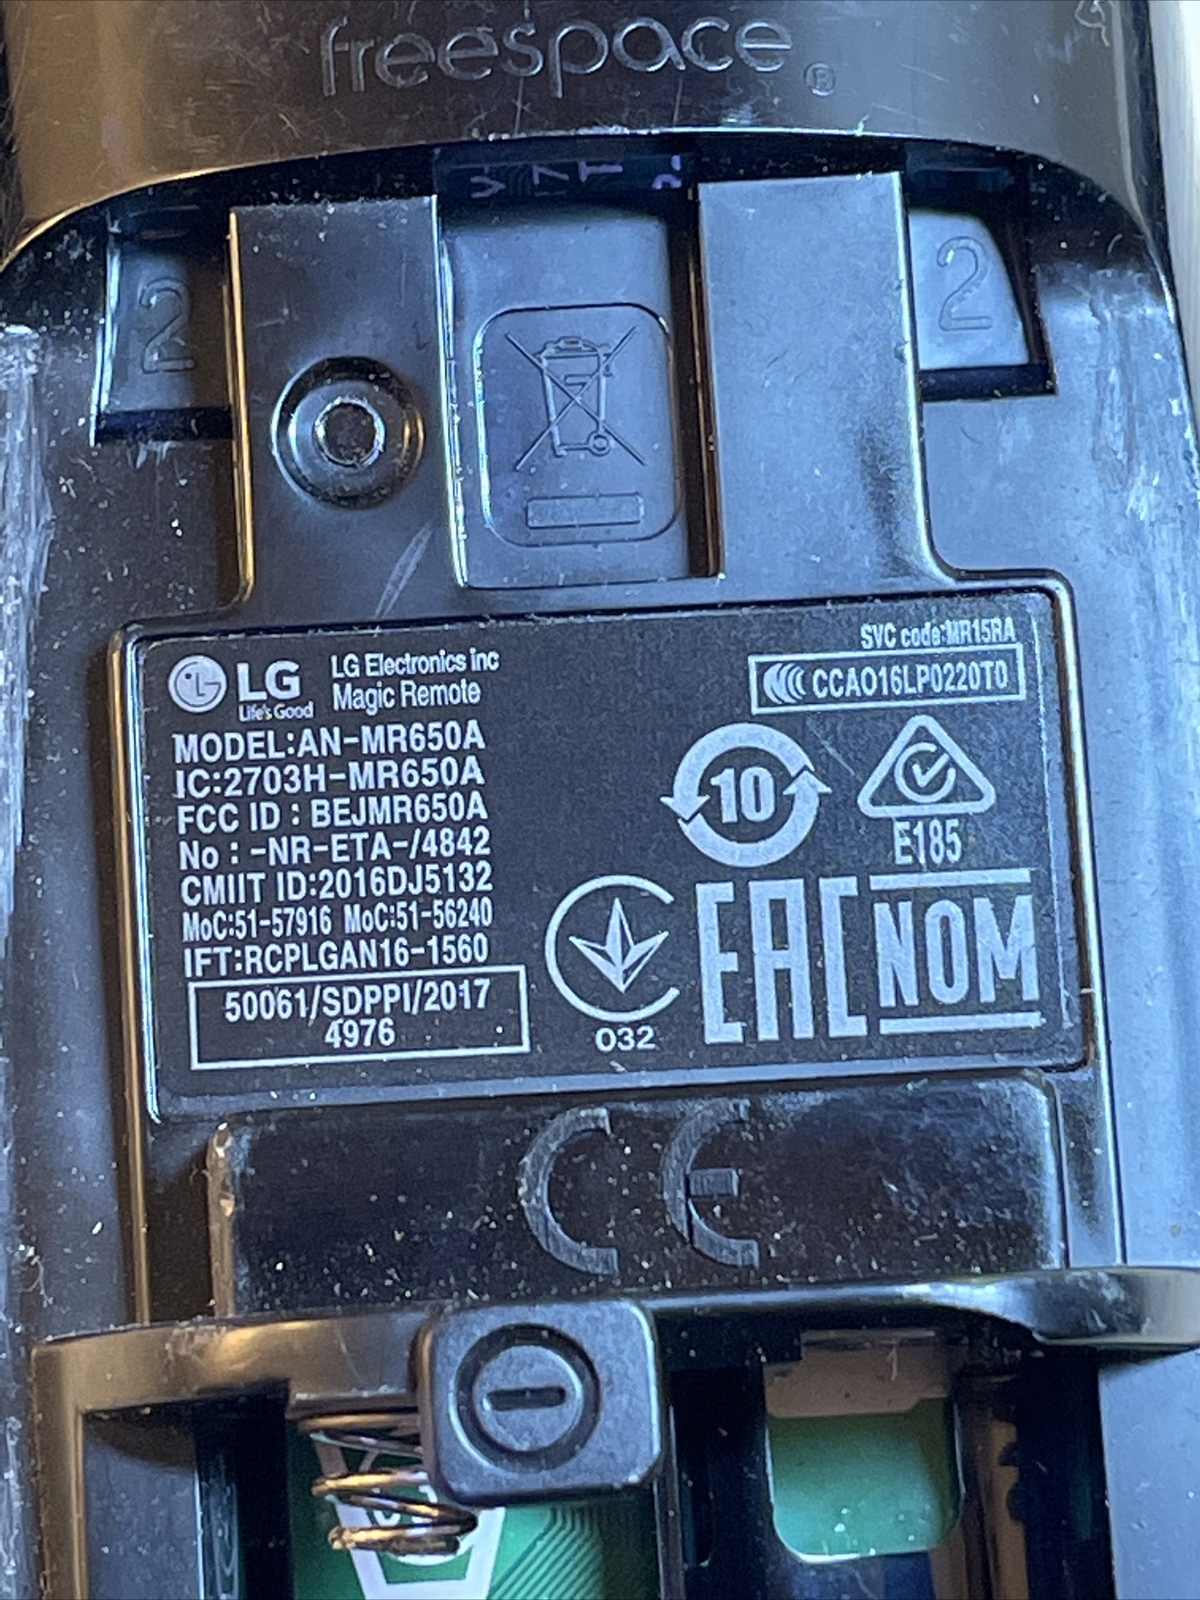 freespace®
2
2
SVC code:MR15RA
LG
Life's Good
LG Electronics inc
Magic Remote
CCAO16LP0220T0
MODEL:AN-MR650A
IC:2703H-MR650A
FCC ID : BEJMR650A
No : -NR-ETA-/4842
CMIIT ID:2016DJ5132
MoC:51-57916 MoC:51-56240
IFT:RCPLGAN16-1560
50061/SDPPI/2017
4976
10
E185
032
EAC
NOM
CE